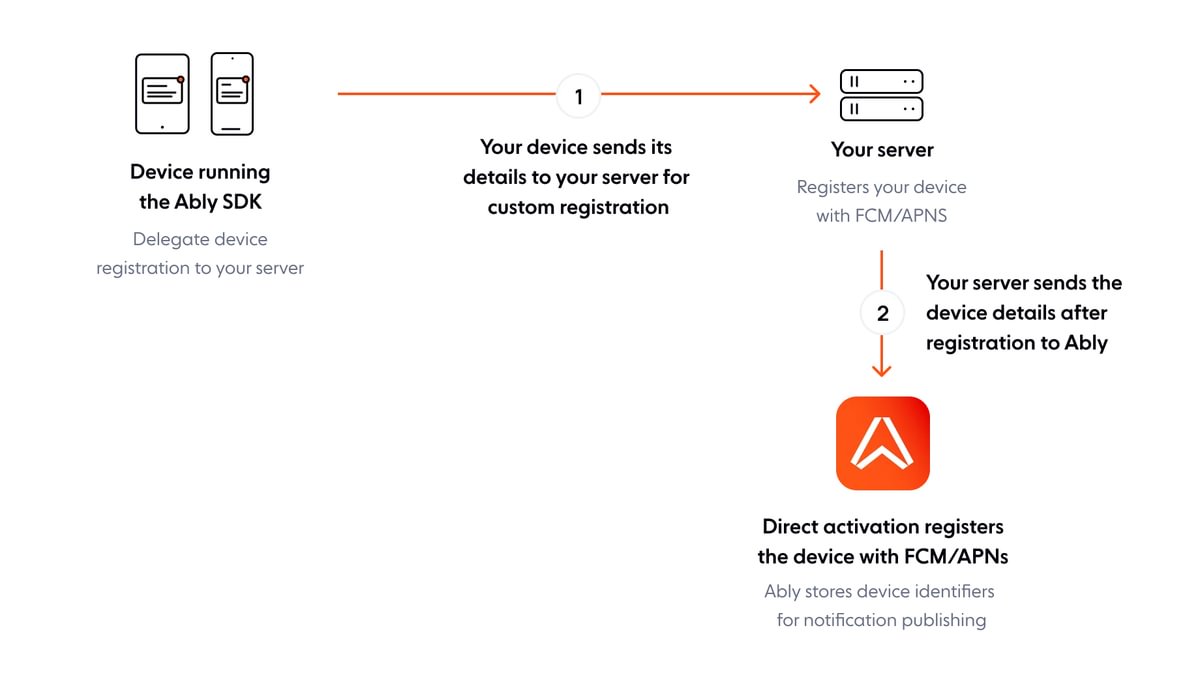 Device running
the Ably SDK
Delegate device
registration to your server
1
Your device sends its
details to your server for
custom registration
Your server
Registers your device
with FCM/APNS
2
Your server sends the
device details after
registration to Ably
Direct activation registers
the device with FCM/APNs
Ably stores device identifiers
for notification publishing